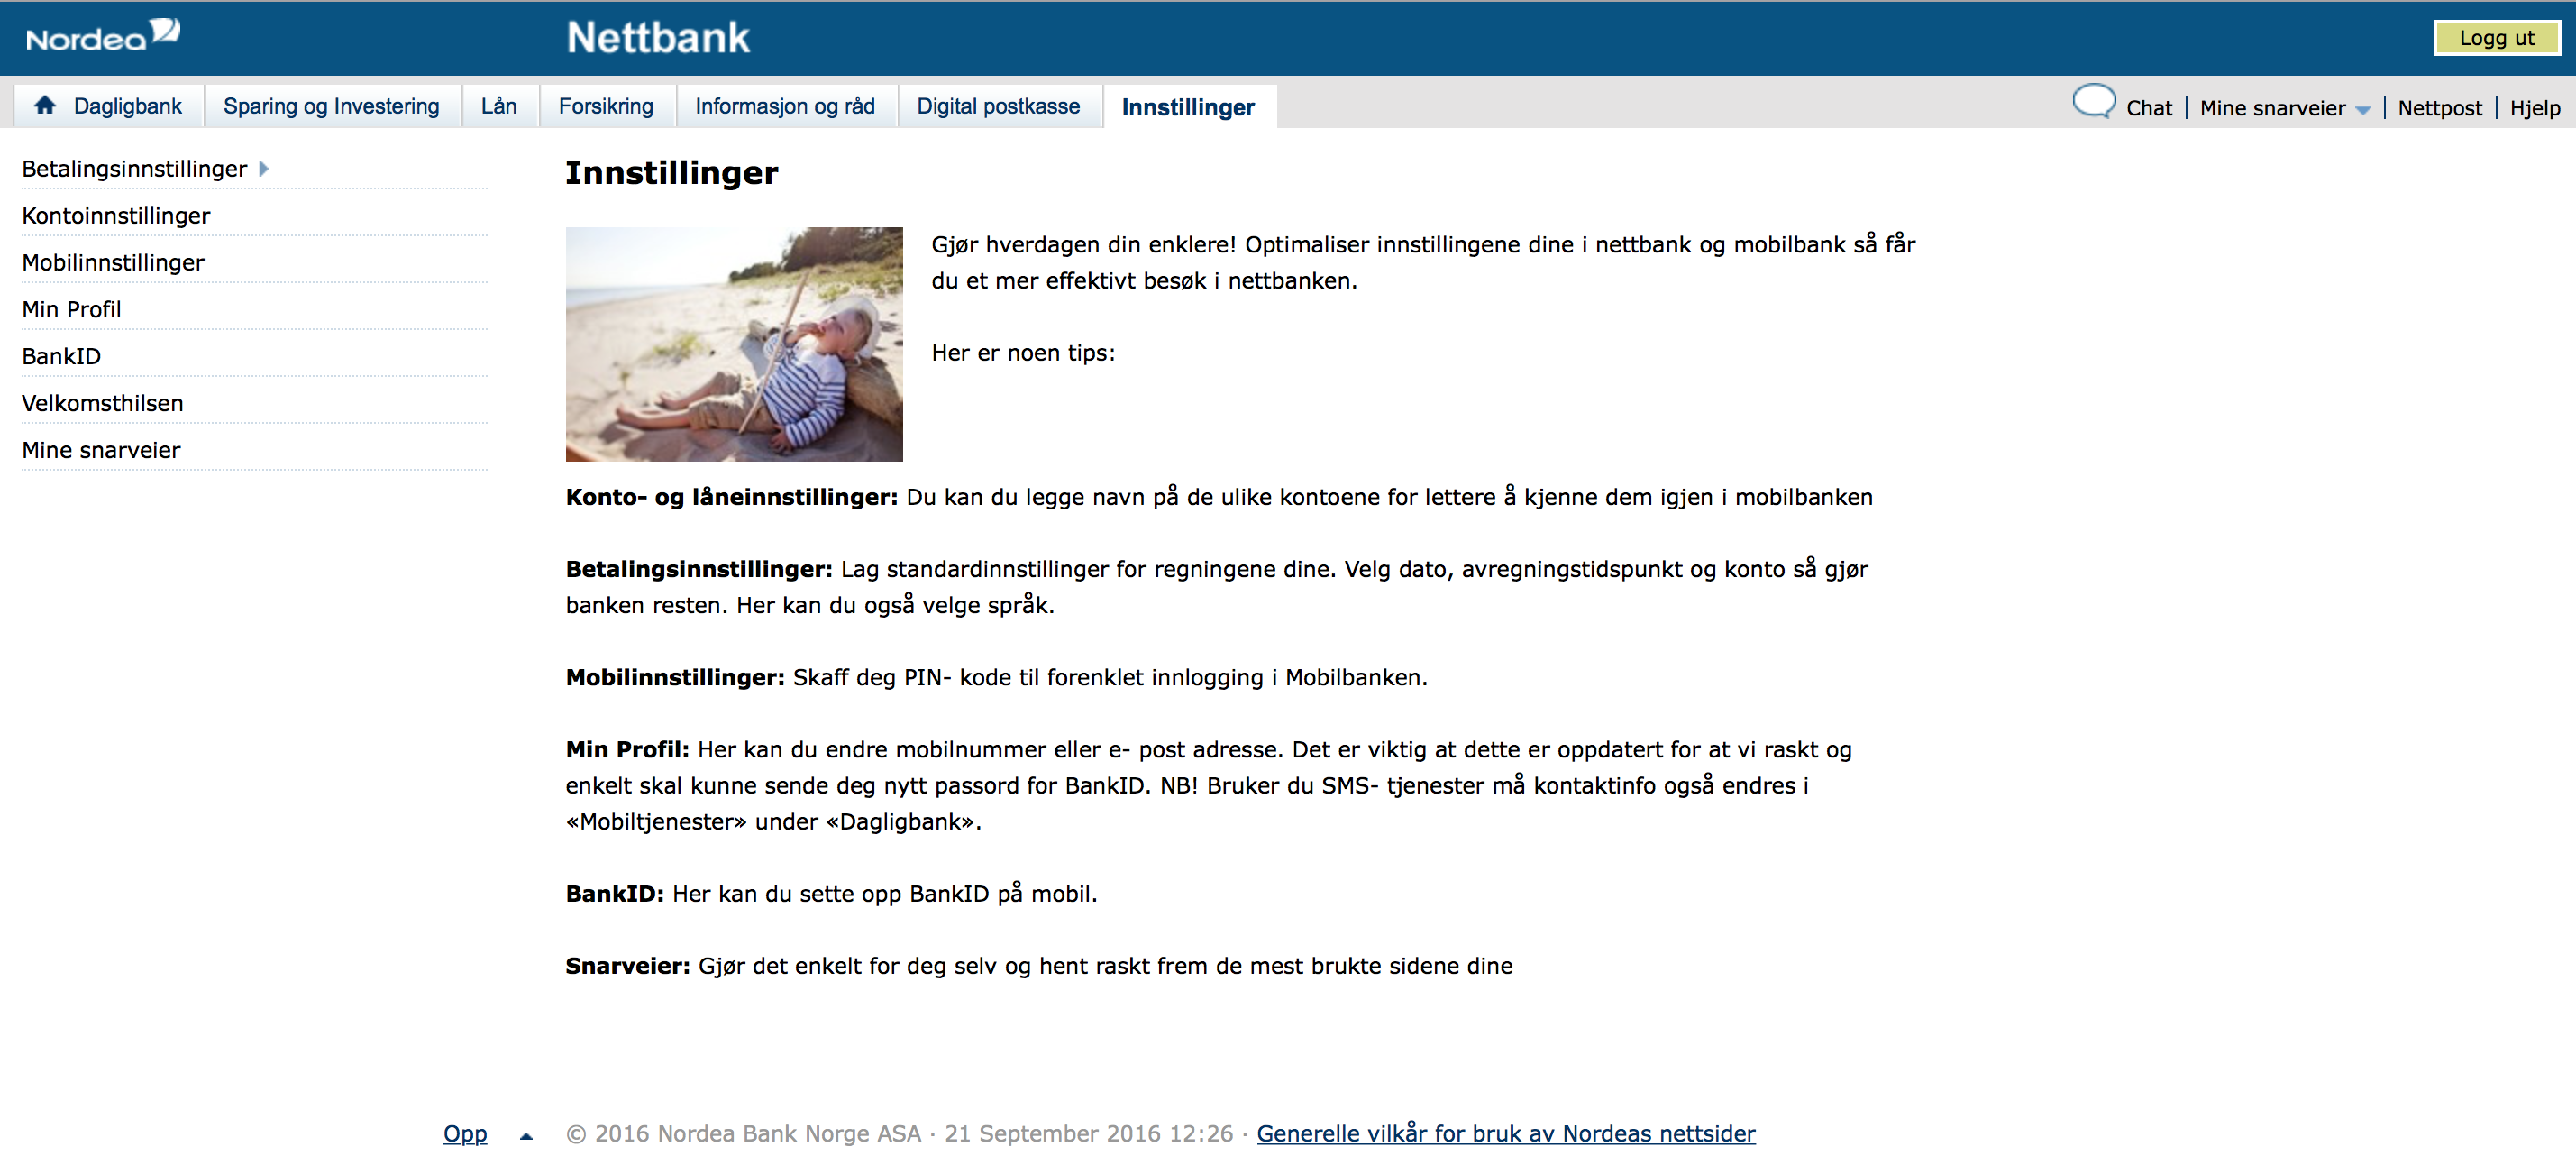 Nordea
Nettbank
Logg ut
Dagligbank
Sparing og Investering
Lån
Forsikring
Informasjon og råd
Digital postkasse
Innstillinger
Chat
Mine snarveier
Nettpost
Hjelp
Betalingsinnstillinger
Kontoinnstillinger
Mobilinnstillinger
Min Profil
BankID
Velkomsthilsen
Mine snarveier
Innstillinger
Gjør hverdagen din enklere! Optimaliser innstillingene dine i nettbank og mobilbank så får
du et mer effektivt besøk i nettbanken.
Her er noen tips:
Konto- og låneinnstillinger: Du kan du legge navn på de ulike kontoene for lettere å kjenne dem igjen i mobilbanken
Betalingsinnstillinger: Lag standardinnstillinger for regningene dine. Velg dato, avregningstidspunkt og konto så gjør
banken resten. Her kan du også velge språk.
Mobilinnstillinger: Skaff deg PIN- kode til forenklet innlogging i Mobilbanken.
Min Profil: Her kan du endre mobilnummer eller e- post adresse. Det er viktig at dette er oppdatert for at vi raskt og
enkelt skal kunne sende deg nytt passord for BankID. NB! Bruker du SMS- tjenester må kontaktinfo også endres i
«Mobiltjenester» under «Dagligbank».
BankID: Her kan du sette opp BankID på mobil.
Snarveier: Gjør det enkelt for deg selv og hent raskt frem de mest brukte sidene dine
Opp
© 2016 Nordea Bank Norge ASA · 21 September 2016 12:26 · Generelle vilkår for bruk av Nordeas nettsider